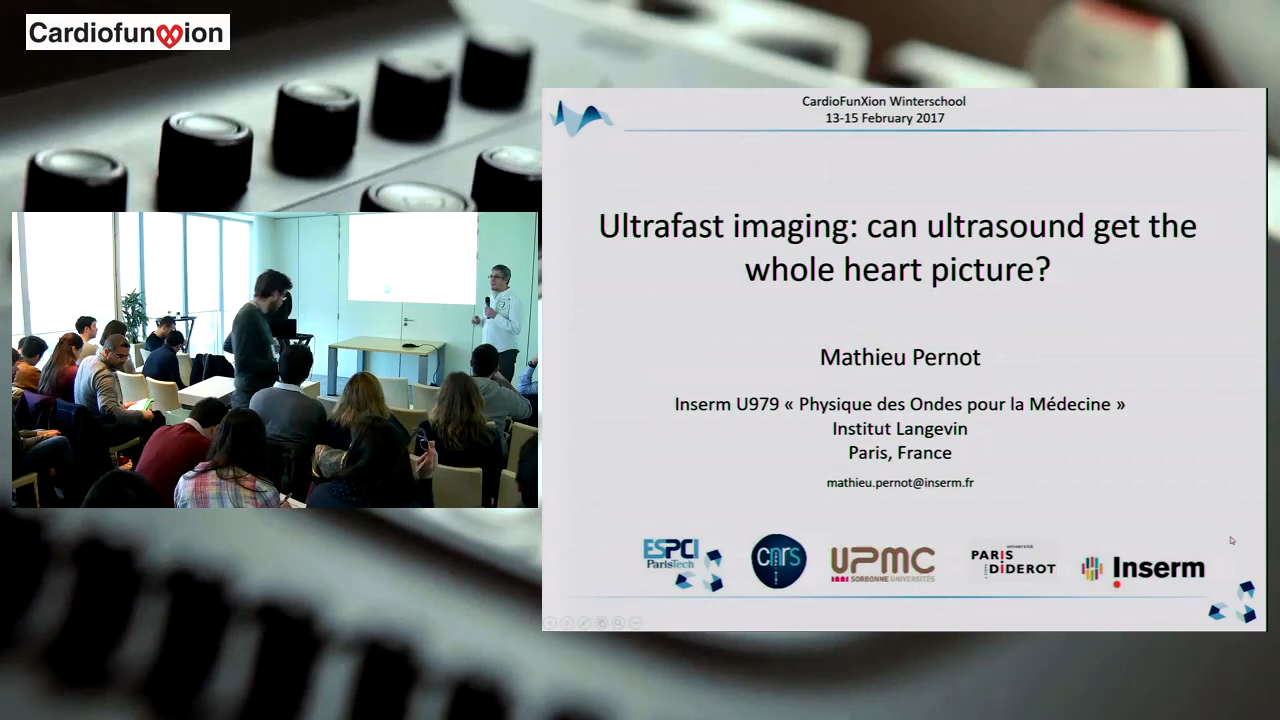 Cardiofunxion
CardioFunXion Winterschool
13-15 February 2017
Ultrafast imaging: can ultrasound get the
whole heart picture?
Mathieu Pernot
Inserm U979 « Physique des Ondes pour la Médecine »
Institut Langevin
Paris, France
mathieu.pernot@inserm.fr
ESPCI
ParisTech
cnrs
UPMC
SORBONNE UNIVERSITÉS
université
PARIS
DIDEROT
Inserm